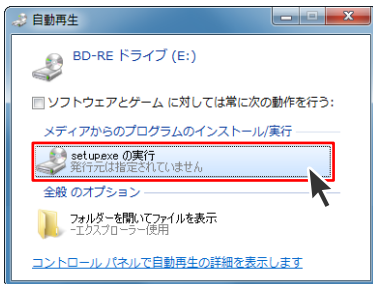 自動再生
BD-RE ドライブ (E:)
ソフトウェアとゲーム に対しては常に次の動作を行う:
メディアからのプログラムのインストール/実行
setup.exe の実行
発行元は指定されていません
全般 のオプション
フォルダーを開いてファイルを表示
-エクスプローラー使用
コントロール パネルで自動再生の詳細を表示します